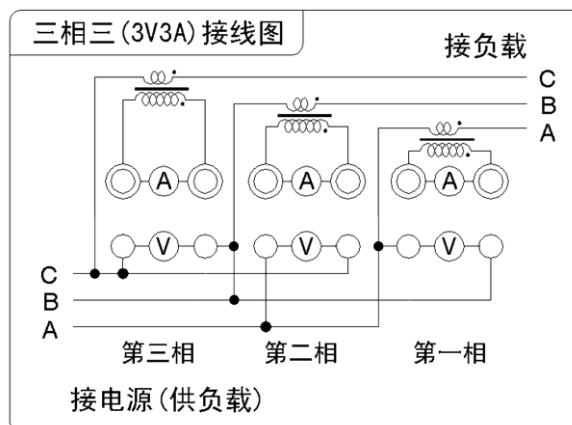 三相三(3V3A)接线图
接负载
C
B
A
A A A
V V V
C
B
A
第三相 第二相 第一相
接电源(供负载)